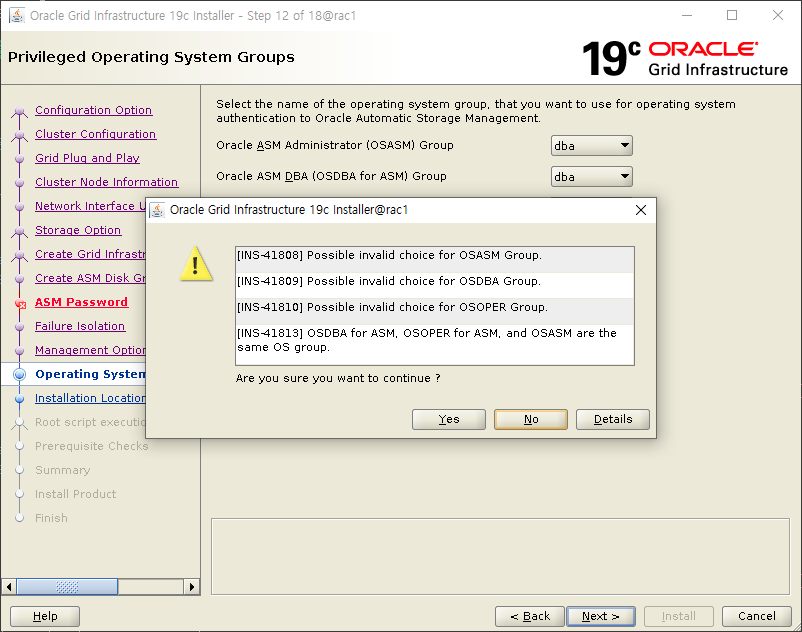 Oracle Grid Infrastructure 19c Installer - Step 12 of 18@rac1
Privileged Operating System Groups
19c ORACLE
Grid Infrastructure
Configuration Option
Cluster Configuration
Grid Plug and Play
Cluster Node Information
Network Interface U
Storage Option
Create Grid Infrastr
Create ASM Disk Gr
ASM Password
Failure Isolation
Management Option
Operating System
Installation Location
Root script executio
Prerequisite Checks
Summary
Install Product
Finish
Select the name of the operating system group, that you want to use for operating system
authentication to Oracle Automatic Storage Management.
Oracle ASM Administrator (OSASM) Group dba
Oracle ASM DBA (OSDBA for ASM) Group dba
Oracle Grid Infrastructure 19c Installer@rac1
[INS-41808] Possible invalid choice for OSASM Group.
[INS-41809] Possible invalid choice for OSDBA Group.
[INS-41810] Possible invalid choice for OSOPER Group.
[INS-41813] OSDBA for ASM, OSOPER for ASM, and OSASM are the
same OS group.
Are you sure you want to continue ?
Yes No Details
Help < Back Next > Install Cancel